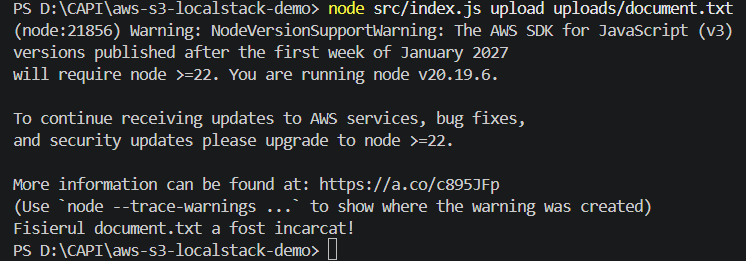 PS D:\CAPI\aws-s3-localstack-demo> node src/index.js upload uploads/document.txt
(node:21856) Warning: NodeVersionSupportWarning: The AWS SDK for JavaScript (v3)
versions published after the first week of January 2027
will require node >=22. You are running node v20.19.6.

To continue receiving updates to AWS services, bug fixes,
and security updates please upgrade to node >=22.

More information can be found at: https://a.co/c895JFp
(Use `node --trace-warnings ...` to show where the warning was created)
Fisierul document.txt a fost incarcat!
PS D:\CAPI\aws-s3-localstack-demo>